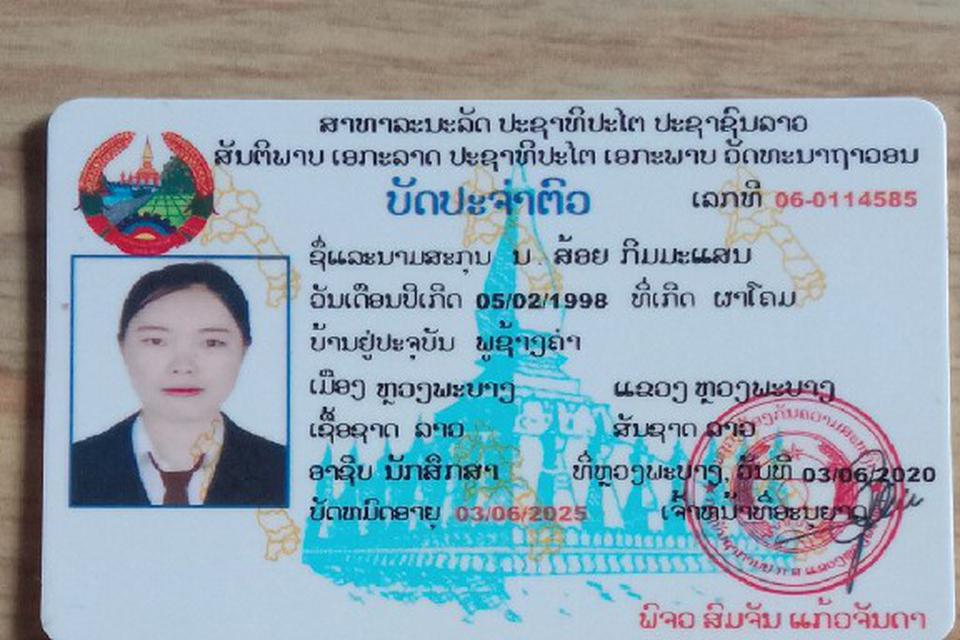 ສາທາລະນະລັດ ປະຊາທິປະໄຕ ປະຊາຊົນລາວ
ສັນຕິພາບ ເອກະລາດ ປະຊາທິປະໄຕ ເອກະພາບ ວັດທະນາຖາວອນ
ບັດປະຈຳຕົວ ເລກທີ 06-0114585
ຊື່ແລະນາມສະກຸນ ນ. ສ້ອຍ ກິມມະແສນ
ວັນເດືອນປີເກີດ 05/02/1998 ທີ່ເກີດ ຜາໂຄມ
ບ້ານຢູ່ປະຈຸບັນ ພູຊ້າງຄຳ
ເມືອງ ຫຼວງພະບາງ ແຂວງ ຫຼວງພະບາງ
ເຊື້ອຊາດ ລາວ ສັນຊາດ ລາວ
ອາຊີບ ນັກສຶກສາ ທີ່ຫຼວງພະບາງ, ວັນທີ 03/06/2020
ບັດຫມົດອາຍຸ 03/06/2025 ເຈົ້າຫນ້າທີ່ອະນຸຍາດ
ພົຈວ ສົມຈັນ ແກ້ວຈັນດາ